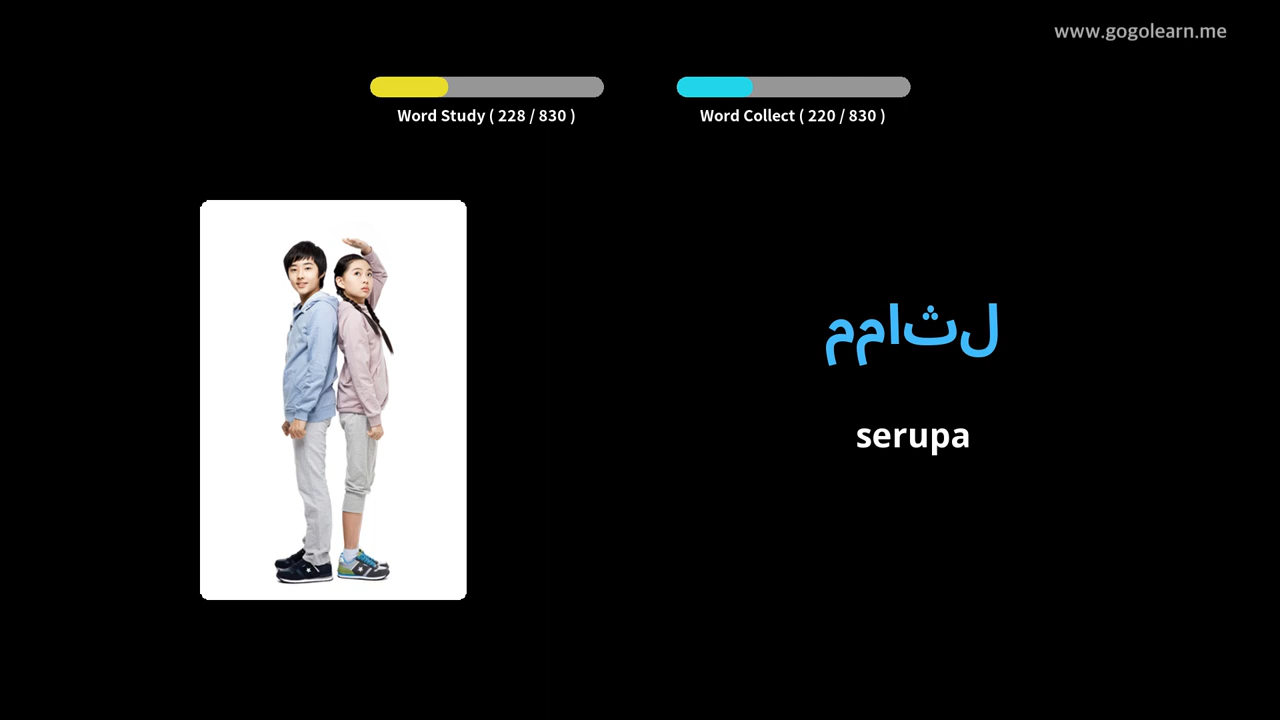 www.gogolearn.me
Word Study ( 228 / 830 )
Word Collect ( 220 / 830 )
مماثل
serupa